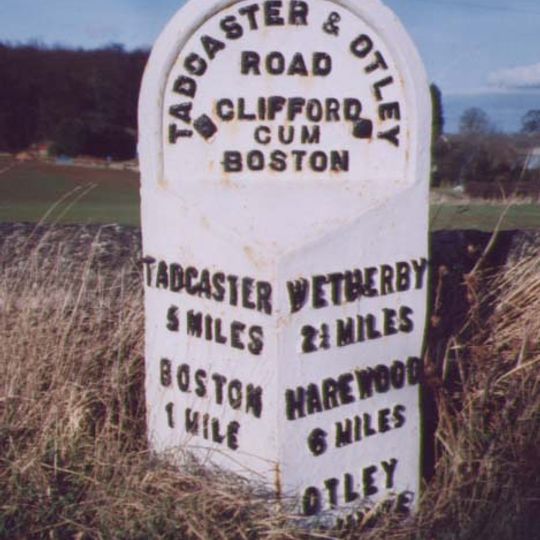 TADCASTER & OTLEY
ROAD
CLIFFORD
CUM
BOSTON
TADCASTER
5 MILES
BOSTON
1 MILE
WETHERBY
2½ MILES
HAREWOOD
6 MILES
OTLEY